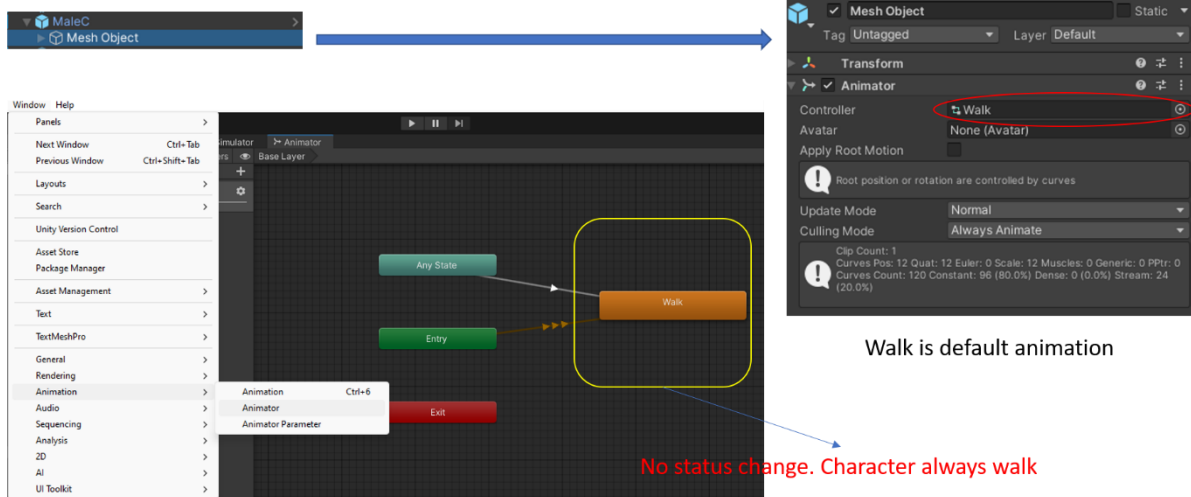 MaleC
Mesh Object
Mesh Object
Static
Tag Untagged Layer Default
Transform
Animator
Controller Walk
Avatar None (Avatar)
Apply Root Motion
Root position or rotation are controlled by curves
Update Mode Normal
Culling Mode Always Animate
Clip Count: 1
Curves Pos: 12 Quat: 12 Euler: 0 Scale: 12 Muscles: 0 Generic: 0 PPtr: 0
Curves Count: 120 Constant: 96 (80.0%) Dense: 0 (0.0%) Stream: 24
(20.0%)
Walk is default animation
Window Help
Panels
Next Window Ctrl+Tab
Previous Window Ctrl+Shift+Tab
Layouts
Search
Unity Version Control
Asset Store
Package Manager
Asset Management
Text
TextMeshPro
General
Rendering
Animation
Audio
Sequencing
Analysis
2D
AI
UI Toolkit
Animation Ctrl+6
Animator
Animator Parameter
Animator
Base Layer
Any State
Walk
Entry
Exit
No status change. Character always walk